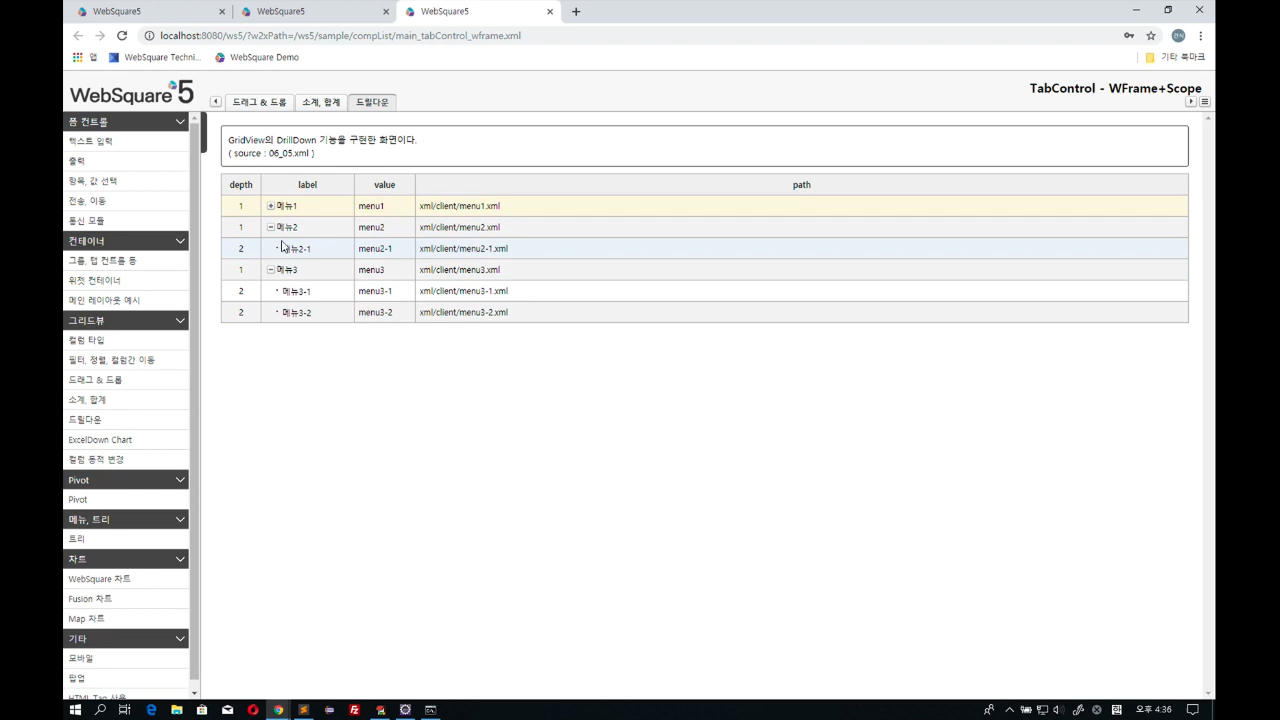 WebSquare5
WebSquare5
WebSquare5
localhost:8080/ws5/?w2xPath=/ws5/sample/compList/main_tabControl_wframe.xml
앱
WebSquare Techni...
WebSquare Demo
기타 북마크
WebSquare 5
드래그 & 드롭
소계, 합계
드릴다운
TabControl - WFrame+Scope
폼 컨트롤
텍스트 입력
출력
항목, 값 선택
전송, 이동
통신 모듈
컨테이너
그룹, 탭 컨트롤 등
위젯 컨테이너
메인 레이아웃 예시
그리드뷰
컬럼 타입
필터, 정렬, 컬럼간 이동
드래그 & 드롭
소계, 합계
드릴다운
ExcelDown Chart
컬럼 동적 변경
Pivot
Pivot
메뉴, 트리
트리
차트
WebSquare 차트
Fusion 차트
Map 차트
기타
모바일
팝업
HTML Tag 사용
GridView의 DrillDown 기능을 구현한 화면이다.
( source : 06_05.xml )
depth label value path
1 메뉴1 menu1 xml/client/menu1.xml
1 메뉴2 menu2 xml/client/menu2.xml
2 메뉴2-1 menu2-1 xml/client/menu2-1.xml
1 메뉴3 menu3 xml/client/menu3.xml
2 메뉴3-1 menu3-1 xml/client/menu3-1.xml
2 메뉴3-2 menu3-2 xml/client/menu3-2.xml
오후 4:36